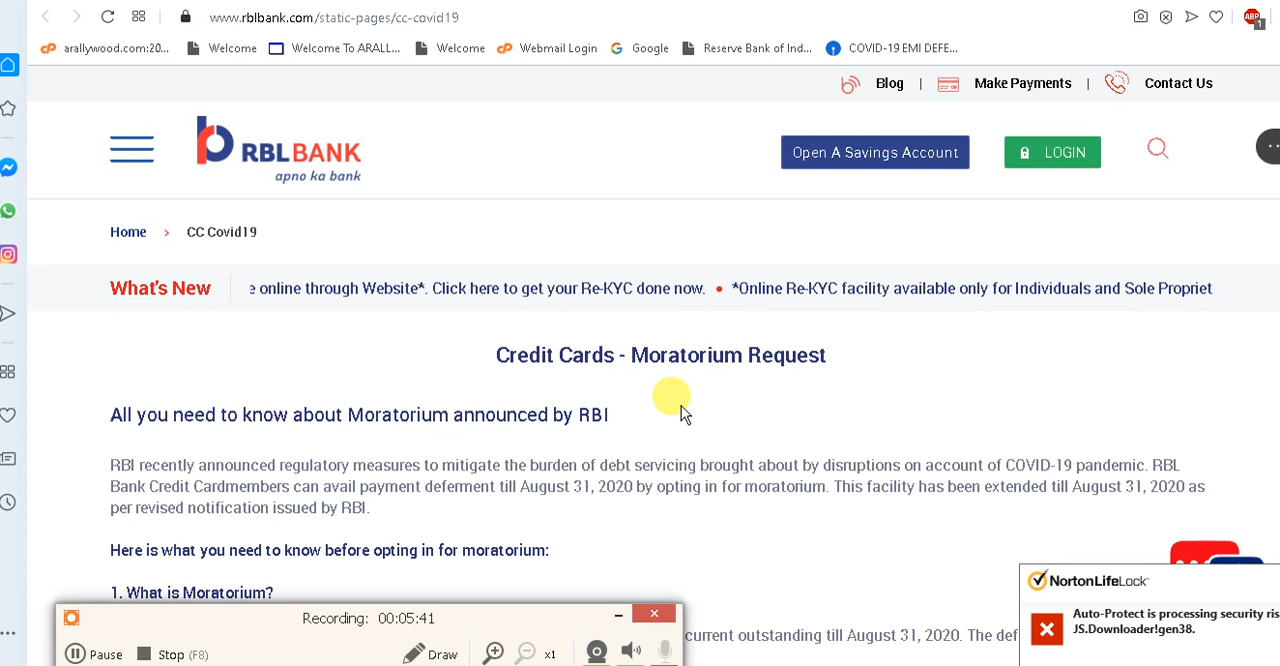 www.rblbank.com/static-pages/cc-covid19
ABP
1
arallywood.com:20...
Welcome
Welcome To ARALL...
Welcome
Webmail Login
Google
Reserve Bank of Ind...
COVID-19 EMI DEFE...
Blog | Make Payments | Contact Us
RBLBANK
apno ka bank
Open A Savings Account
LOGIN
Home > CC Covid19
What's New
e online through Website*. Click here to get your Re-KYC done now. • *Online Re-KYC facility available only for Individuals and Sole Propriet
Credit Cards - Moratorium Request
All you need to know about Moratorium announced by RBI
RBI recently announced regulatory measures to mitigate the burden of debt servicing brought about by disruptions on account of COVID-19 pandemic. RBL
Bank Credit Cardmembers can avail payment deferment till August 31, 2020 by opting in for moratorium. This facility has been extended till August 31, 2020 as
per revised notification issued by RBI.
Here is what you need to know before opting in for moratorium:
1. What is Moratorium?
current outstanding till August 31, 2020. The def
Recording: 00:05:41
Pause
Stop (F8)
Draw
x1
NortonLifeLock
Auto-Protect is processing security ris
JS.Downloader!gen38.